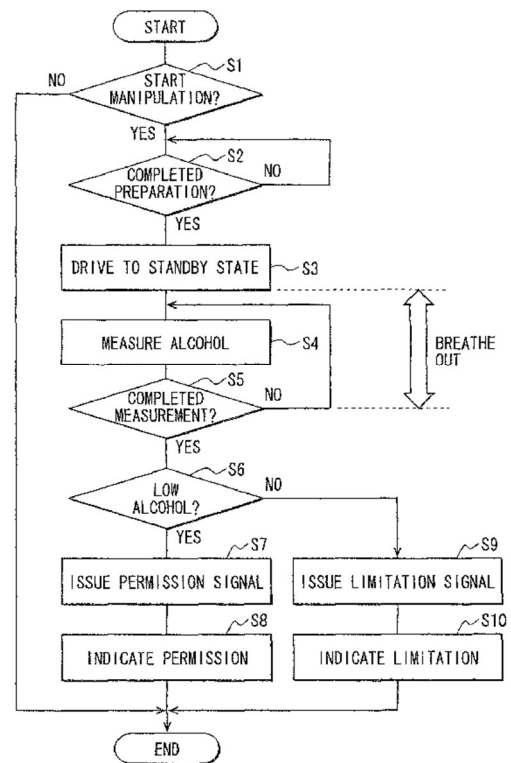 START
S1
NO
START
MANIPULATION?
YES
S2
COMPLETED
PREPARATION?
NO
YES
DRIVE TO STANDBY STATE
S3
MEASURE ALCOHOL
S4
BREATHE
OUT
S5
COMPLETED
MEASUREMENT?
NO
YES
S6
LOW
ALCOHOL?
NO
YES
S7
ISSUE PERMISSION SIGNAL
S9
ISSUE LIMITATION SIGNAL
S8
INDICATE PERMISSION
S10
INDICATE LIMITATION
END